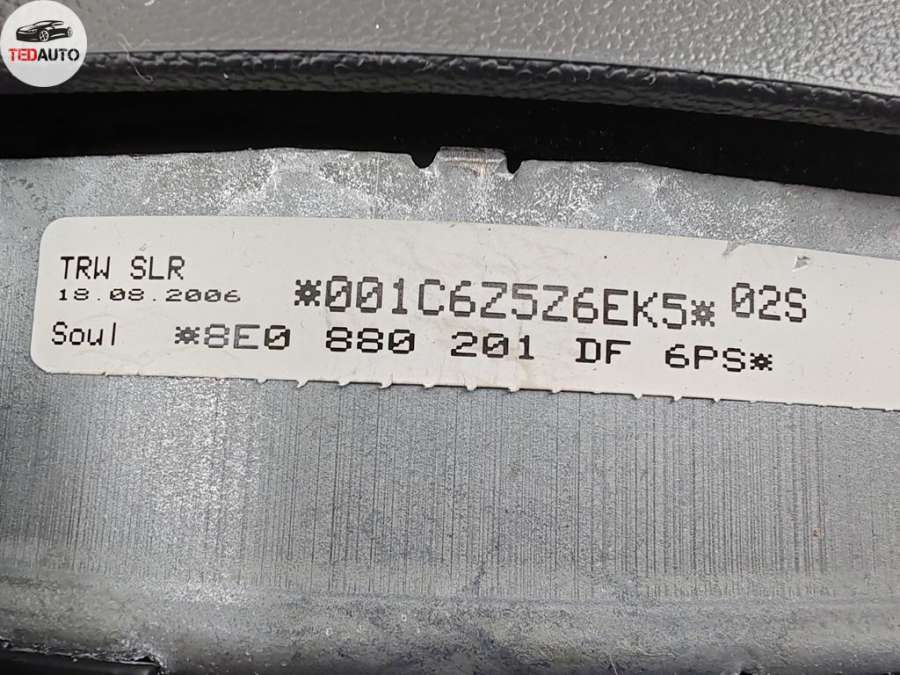 TEDAUTO
TRW SLR
18.08.2006
*001C6Z5Z6EK5* 02S
Soul *8E0 880 201 DF 6PS*